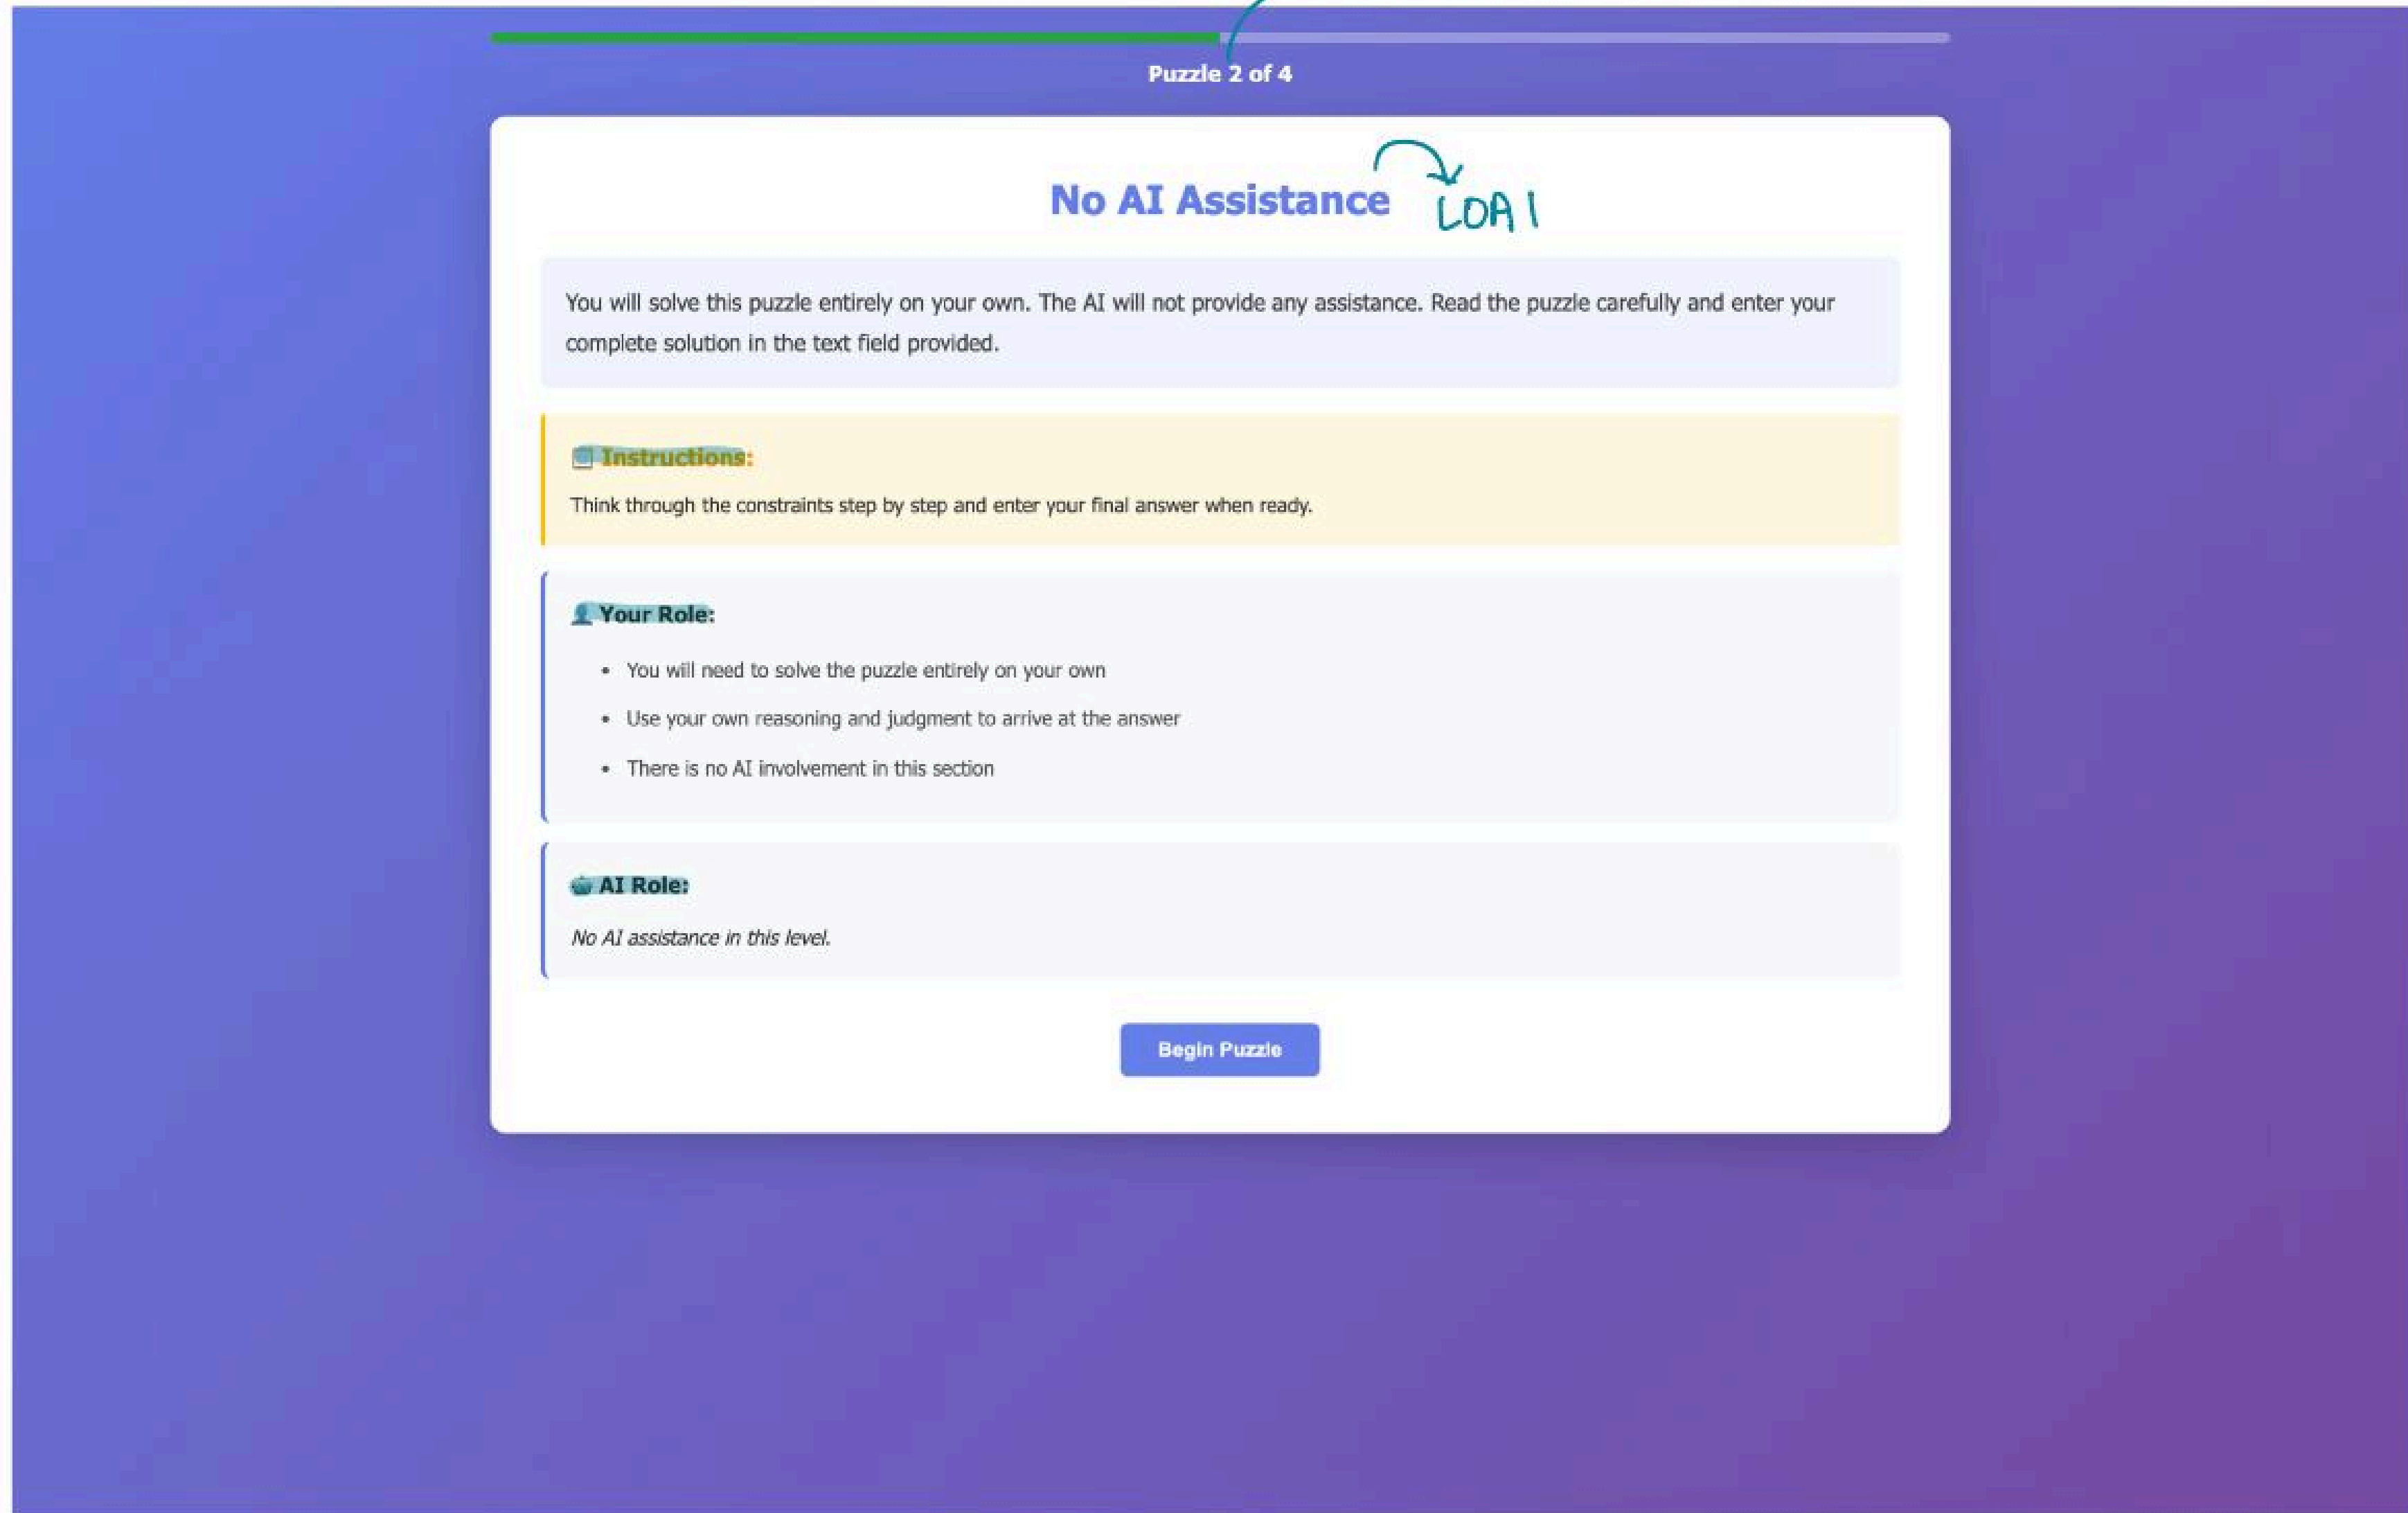 Puzzle 2 of 4
No AI Assistance
LOA 1
You will solve this puzzle entirely on your own. The AI will not provide any assistance. Read the puzzle carefully and enter your
complete solution in the text field provided.
Instructions:
Think through the constraints step by step and enter your final answer when ready.
Your Role:
• You will need to solve the puzzle entirely on your own
• Use your own reasoning and judgment to arrive at the answer
• There is no AI involvement in this section
AI Role:
No AI assistance in this level.
Begin Puzzle